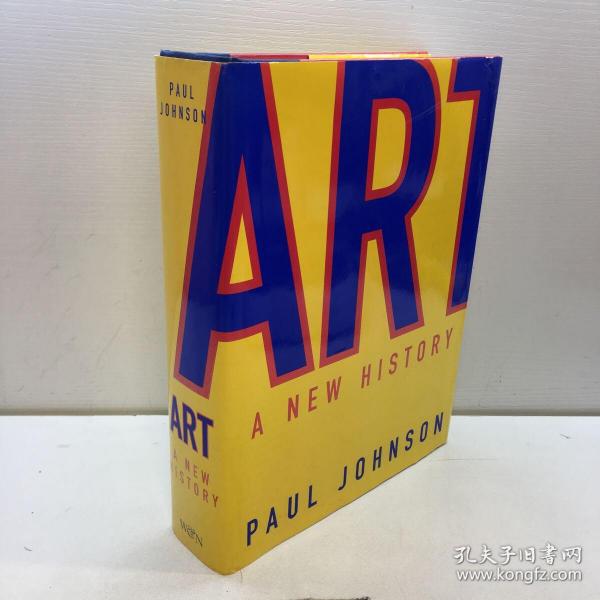 PAUL
JOHNSON
ART
A NEW
HISTORY
W&N
ART
A NEW HISTORY
PAUL JOHNSON
孔夫子旧书网
www.kongfz.com